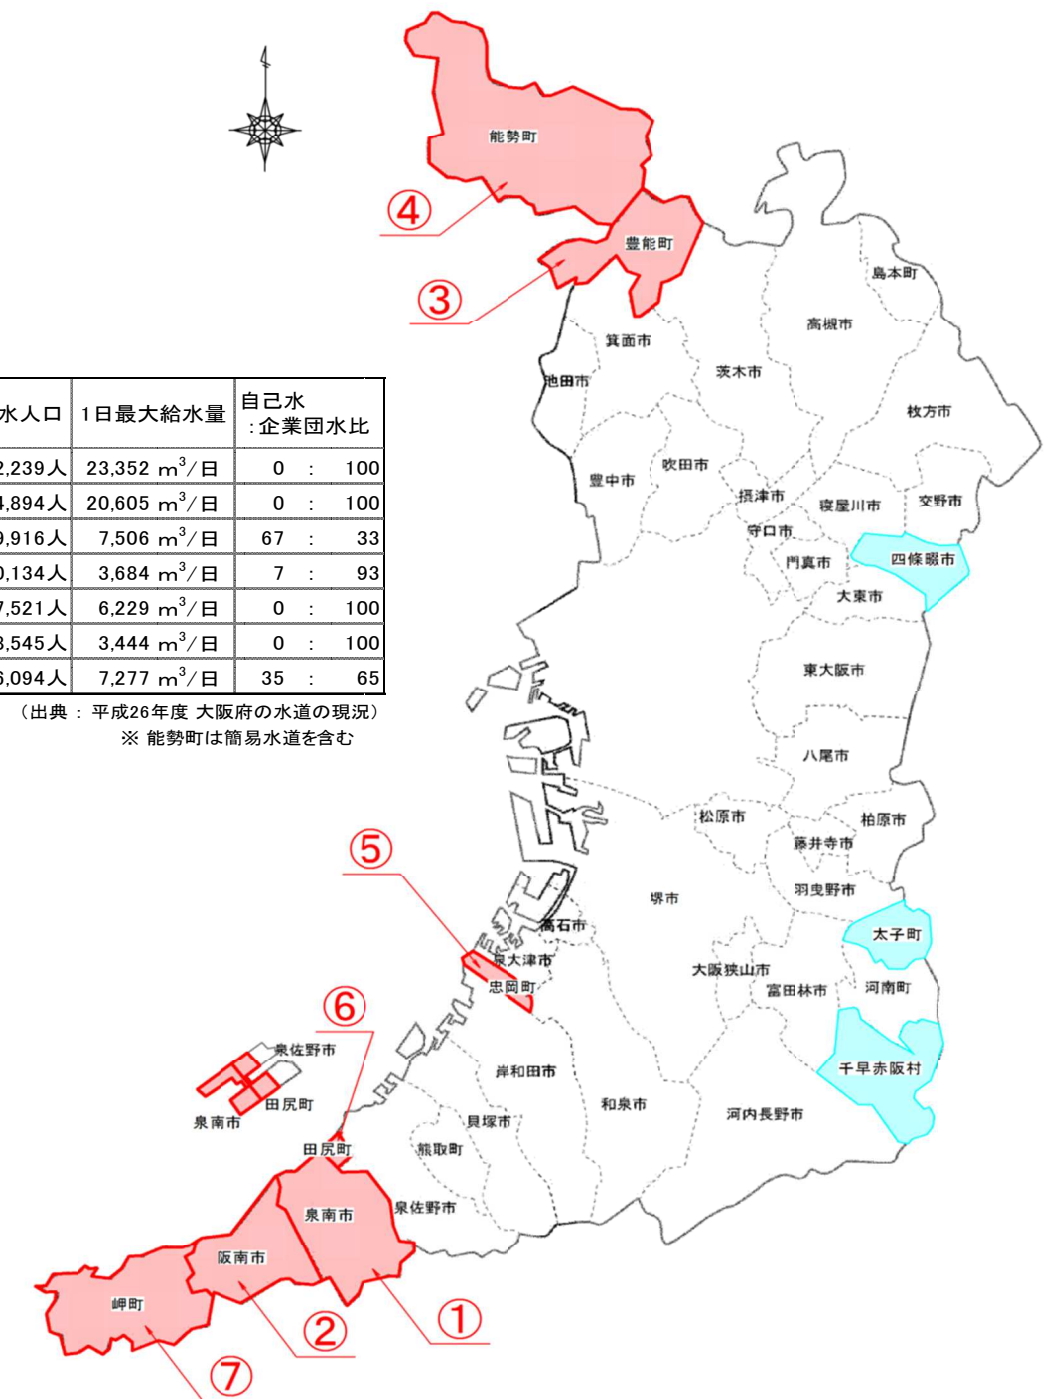 能勢町
④
豊能町
③
島本町
高槻市
箕面市
茨木市
池田市
枚方市
水人口 1日最大給水量 自己水:企業団水比
2,239人 23,352 m³/日 0 : 100
4,894人 20,605 m³/日 0 : 100
9,916人 7,506 m³/日 67 : 33
0,134人 3,684 m³/日 7 : 93
7,521人 6,229 m³/日 0 : 100
3,545人 3,444 m³/日 0 : 100
6,094人 7,277 m³/日 35 : 65
(出典 : 平成26年度 大阪府の水道の現況)
※ 能勢町は簡易水道を含む
吹田市
豊中市
摂津市
寝屋川市
交野市
守口市
門真市
四條畷市
大東市
東大阪市
八尾市
松原市
柏原市
藤井寺市
⑤
羽曳野市
堺市
高石市
太子町
泉大津市
大阪狭山市
忠岡町
富田林市
河南町
⑥
泉佐野市
岸和田市
千早赤阪村
田尻町
和泉市
河内長野市
泉南市
貝塚市
田尻町
熊取町
泉南市
泉佐野市
阪南市
岬町
①
②
⑦